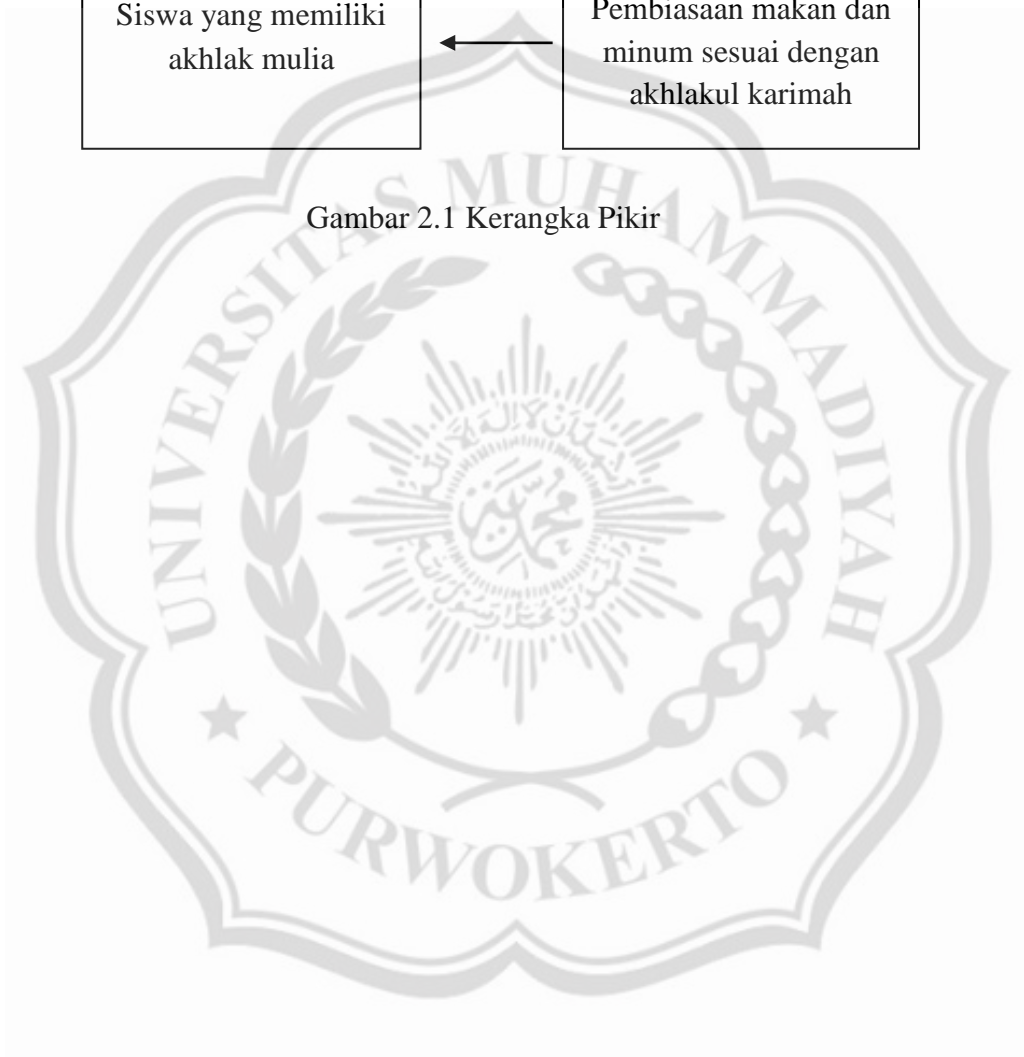 Siswa yang memiliki
akhlak mulia
Pembiasaan makan dan
minum sesuai dengan
akhlakul karimah
Gambar 2.1 Kerangka Pikir
UNIVERSITAS MUHAMMADIYAH
PURWOKERTO